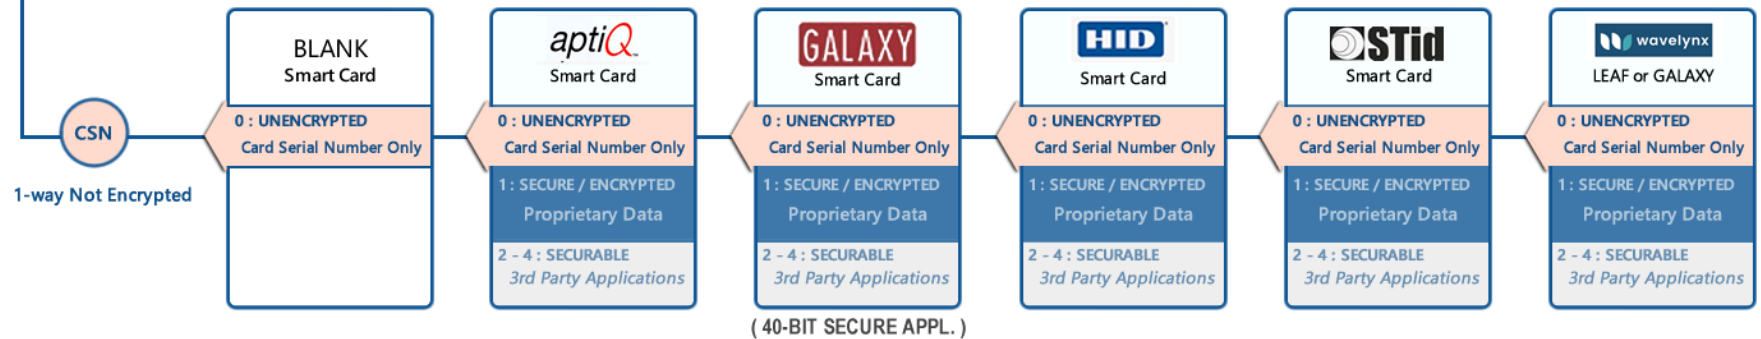 CSN
1-way Not Encrypted
BLANK
Smart Card
0 : UNENCRYPTED
Card Serial Number Only
aptiQ
Smart Card
0 : UNENCRYPTED
Card Serial Number Only
1 : SECURE / ENCRYPTED
Proprietary Data
2 - 4 : SECURABLE
3rd Party Applications
GALAXY
Smart Card
0 : UNENCRYPTED
Card Serial Number Only
1 : SECURE / ENCRYPTED
Proprietary Data
2 - 4 : SECURABLE
3rd Party Applications
( 40-BIT SECURE APPL. )
HID
Smart Card
0 : UNENCRYPTED
Card Serial Number Only
1 : SECURE / ENCRYPTED
Proprietary Data
2 - 4 : SECURABLE
3rd Party Applications
STid
Smart Card
0 : UNENCRYPTED
Card Serial Number Only
1 : SECURE / ENCRYPTED
Proprietary Data
2 - 4 : SECURABLE
3rd Party Applications
wavelynx
LEAF or GALAXY
0 : UNENCRYPTED
Card Serial Number Only
1 : SECURE / ENCRYPTED
Proprietary Data
2 - 4 : SECURABLE
3rd Party Applications